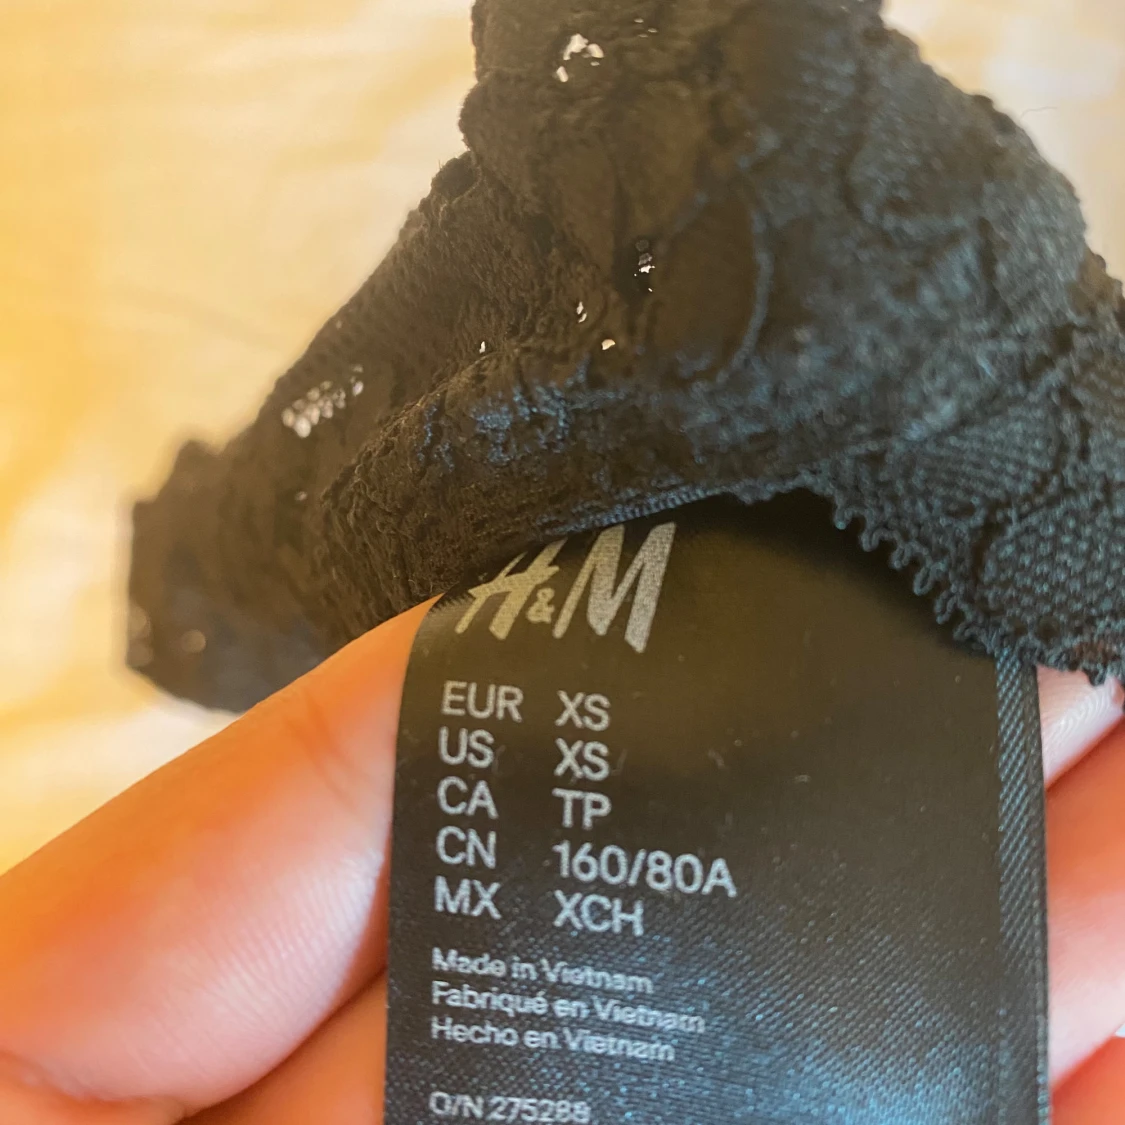 H&M
EUR XS
US XS
CA TP
CN 160/80A
MX XCH
Made in Vietnam
Fabriqué en Vietnam
Hecho en Vietnam
O/N 275288